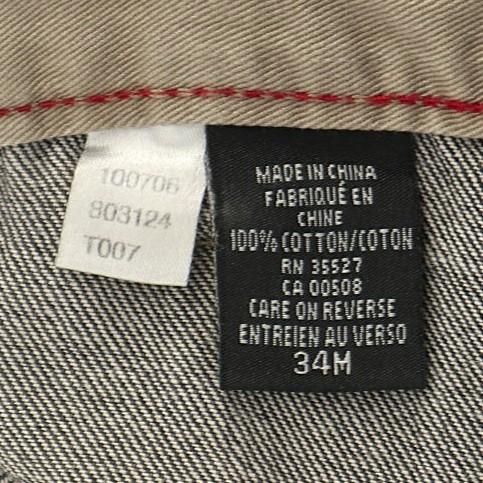 100706
803124
T007
MADE IN CHINA
FABRIQUÉ EN
CHINE
100% COTTON/COTON
RN 35527
CA 00508
CARE ON REVERSE
ENTREIEN AU VERSO
34M